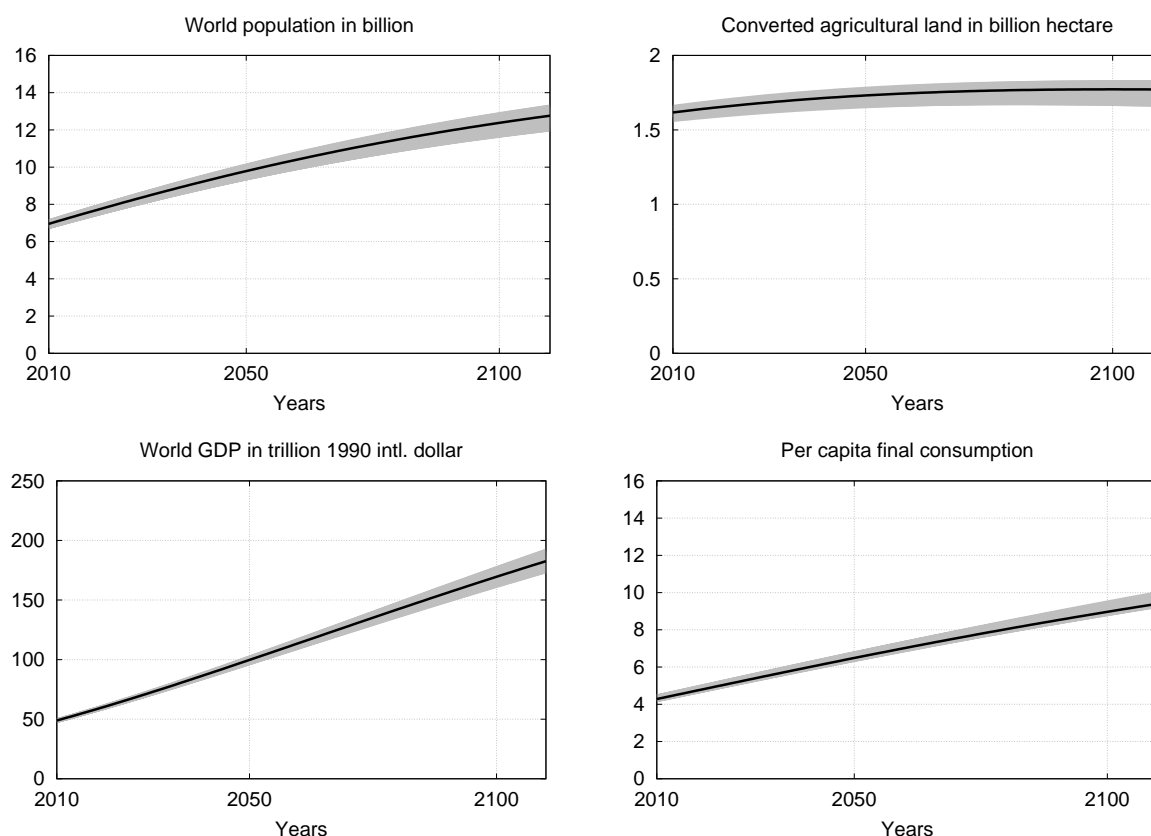 World population in billion
16
14
12
10
8
6
4
2
0
2010 2050 2100
Years
Converted agricultural land in billion hectare
2
1.5
1
0.5
0
2010 2050 2100
Years
World GDP in trillion 1990 intl. dollar
250
200
150
100
50
0
2010 2050 2100
Years
Per capita final consumption
16
14
12
10
8
6
4
2
0
2010 2050 2100
Years